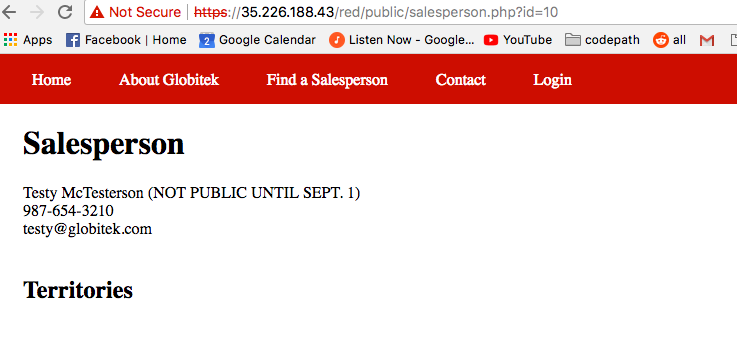 Not Secure https://35.226.188.43/red/public/salesperson.php?id=10
Apps Facebook | Home 2 Google Calendar Listen Now - Google... YouTube codepath all
Home About Globitek Find a Salesperson Contact Login
Salesperson
Testy McTesterson (NOT PUBLIC UNTIL SEPT. 1)
987-654-3210
testy@globitek.com
Territories